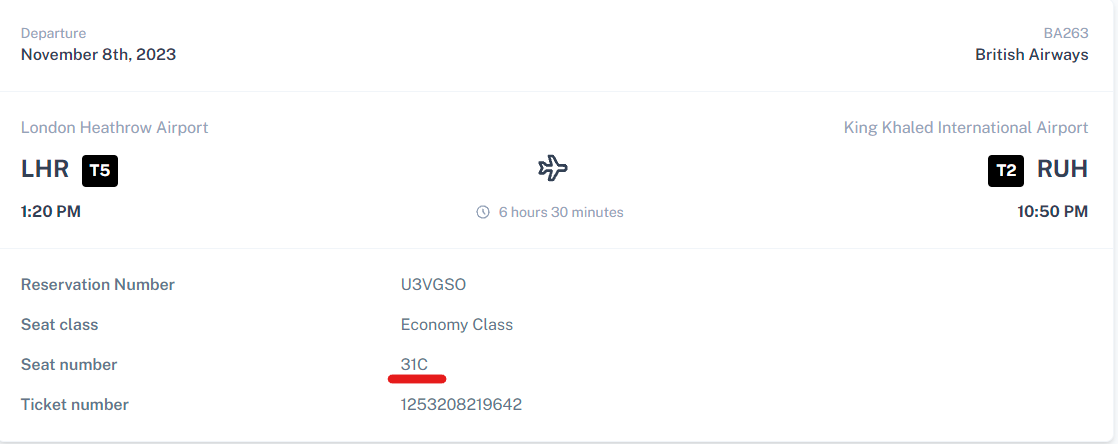 Departure
BA263
November 8th, 2023
British Airways
London Heathrow Airport
King Khaled International Airport
LHR T5
T2 RUH
1:20 PM
6 hours 30 minutes
10:50 PM
Reservation Number U3VGSO
Seat class Economy Class
Seat number 31C
Ticket number 1253208219642